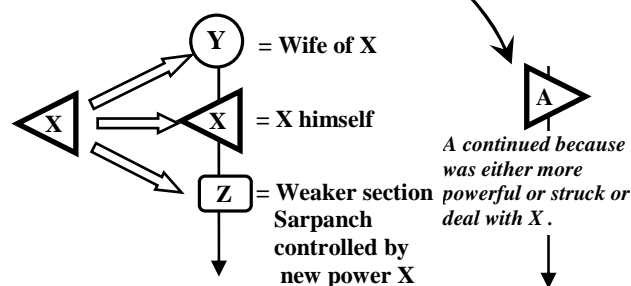 Y
= Wife of X
X
X
= X himself
A
A continued because
was either more
powerful or struck or
deal with X .
Z
= Weaker section
Sarpanch
controlled by
new power X